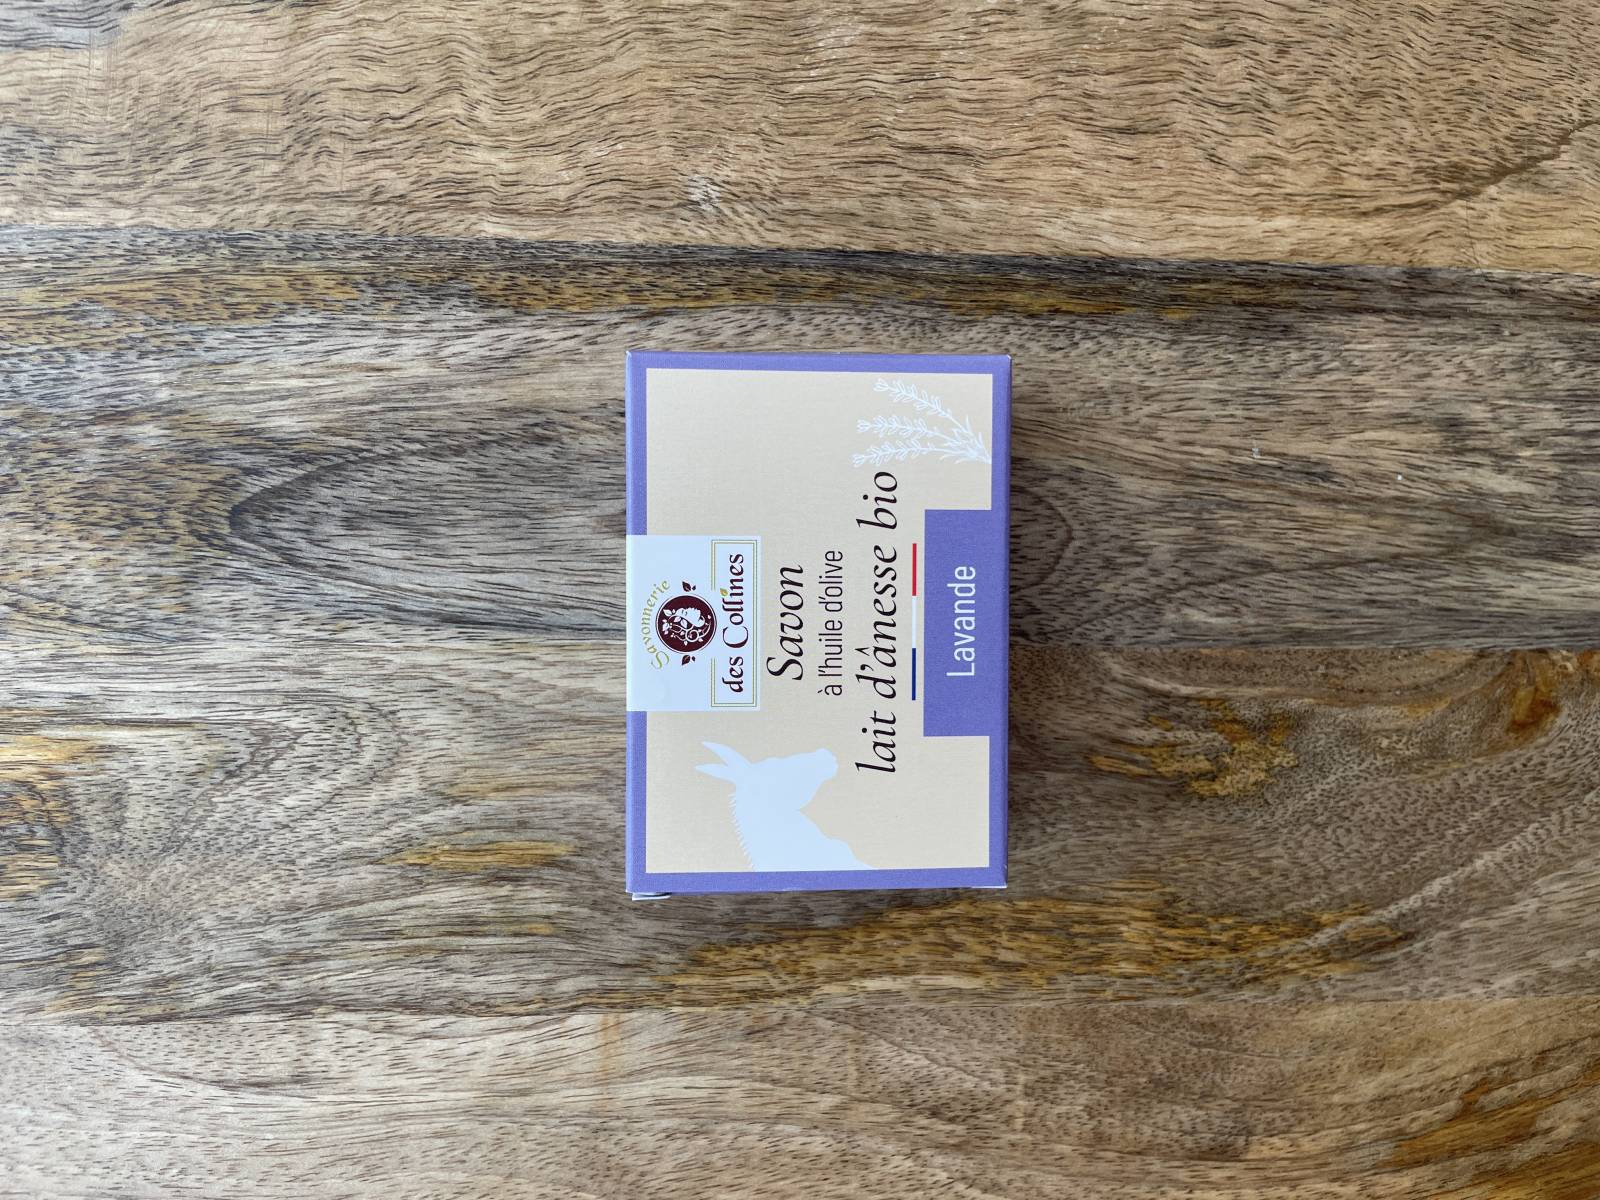 Savonnerie
des Collines
Savon
à l'huile d'olive
lait d'ânesse bio
Lavande